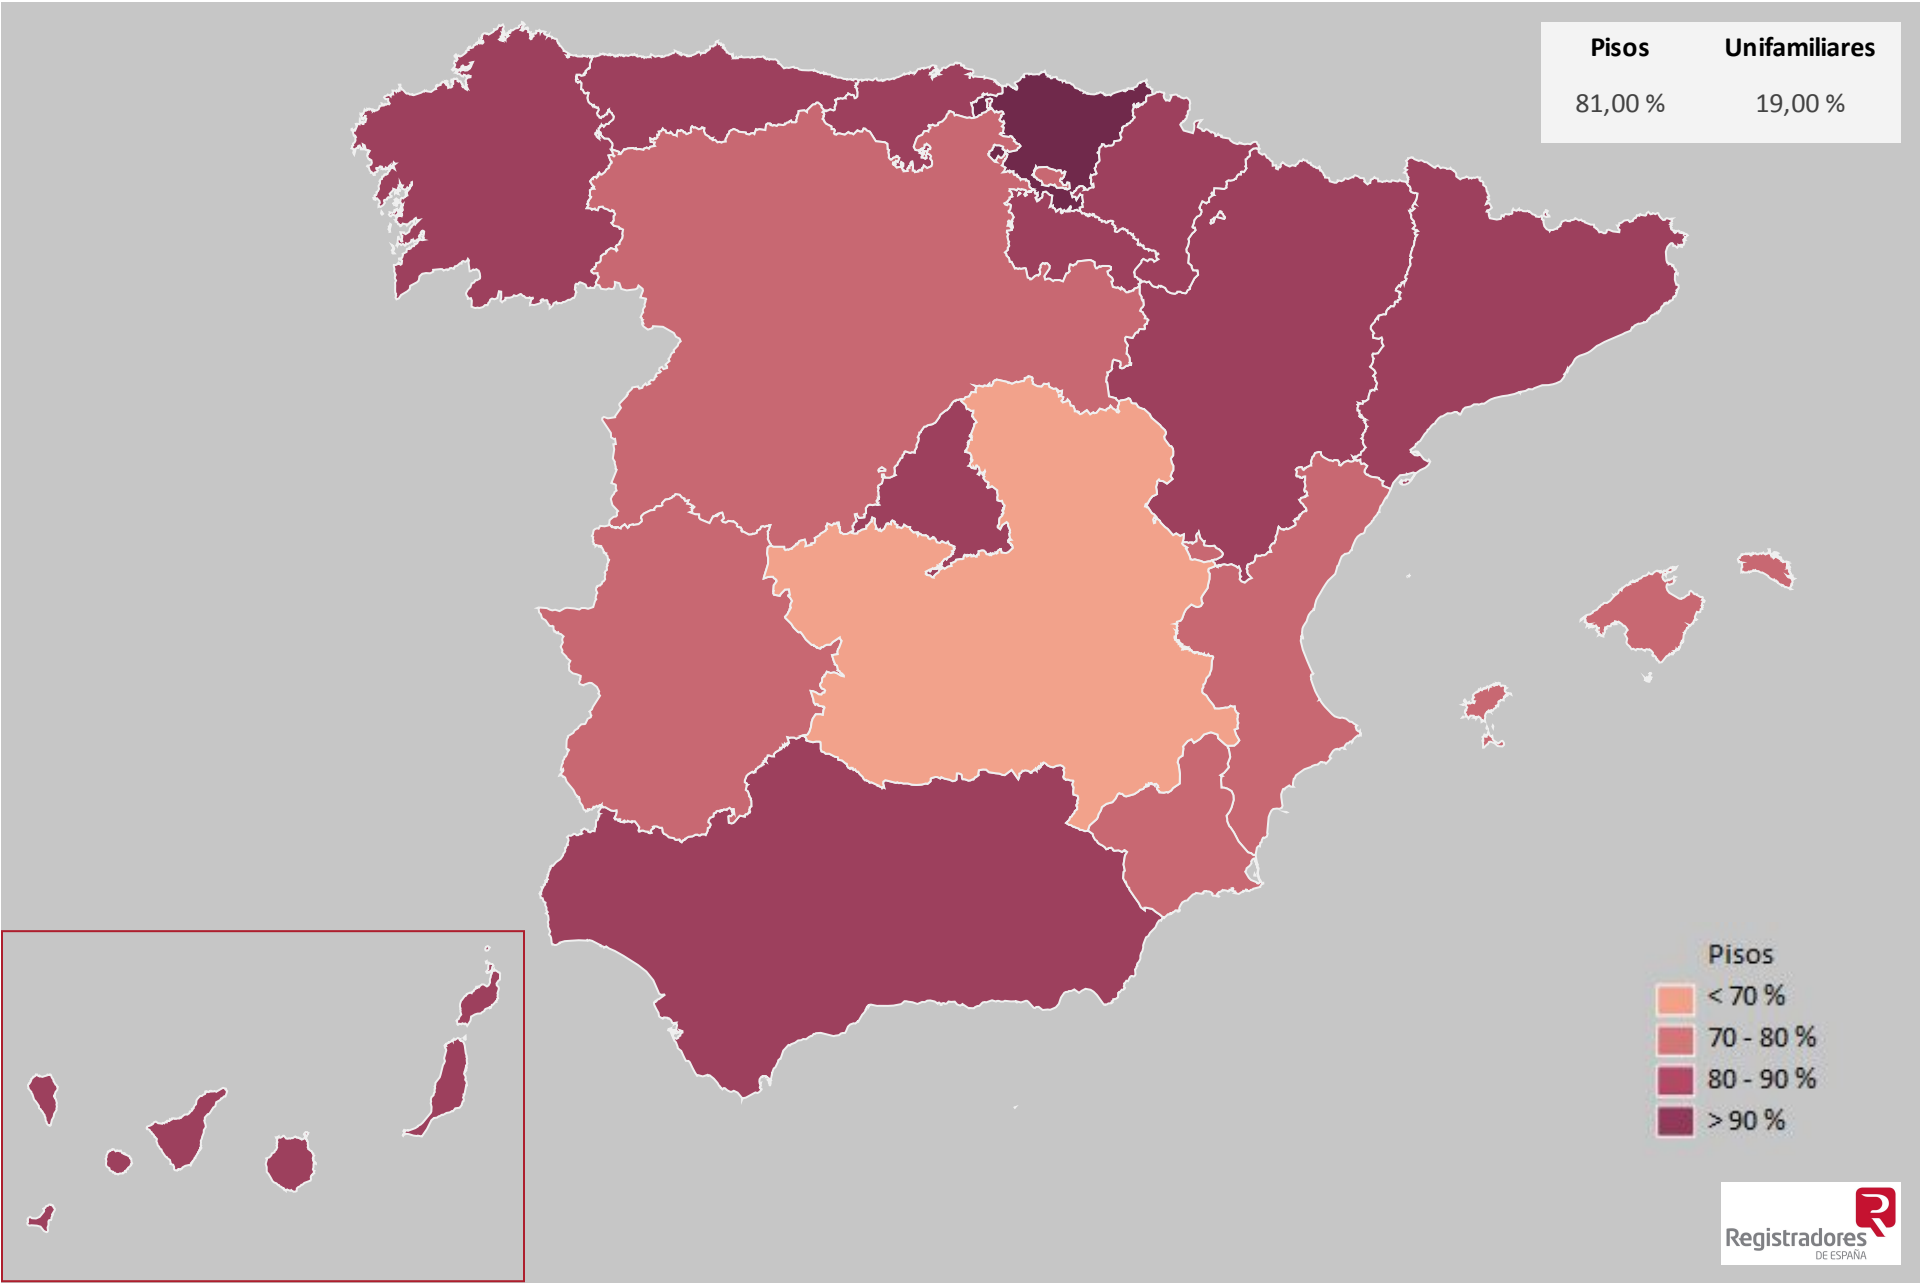 Pisos Unifamiliares
81,00 % 19,00 %
Pisos
< 70 %
70 - 80 %
80 - 90 %
> 90 %
Registradores
DE ESPAÑA